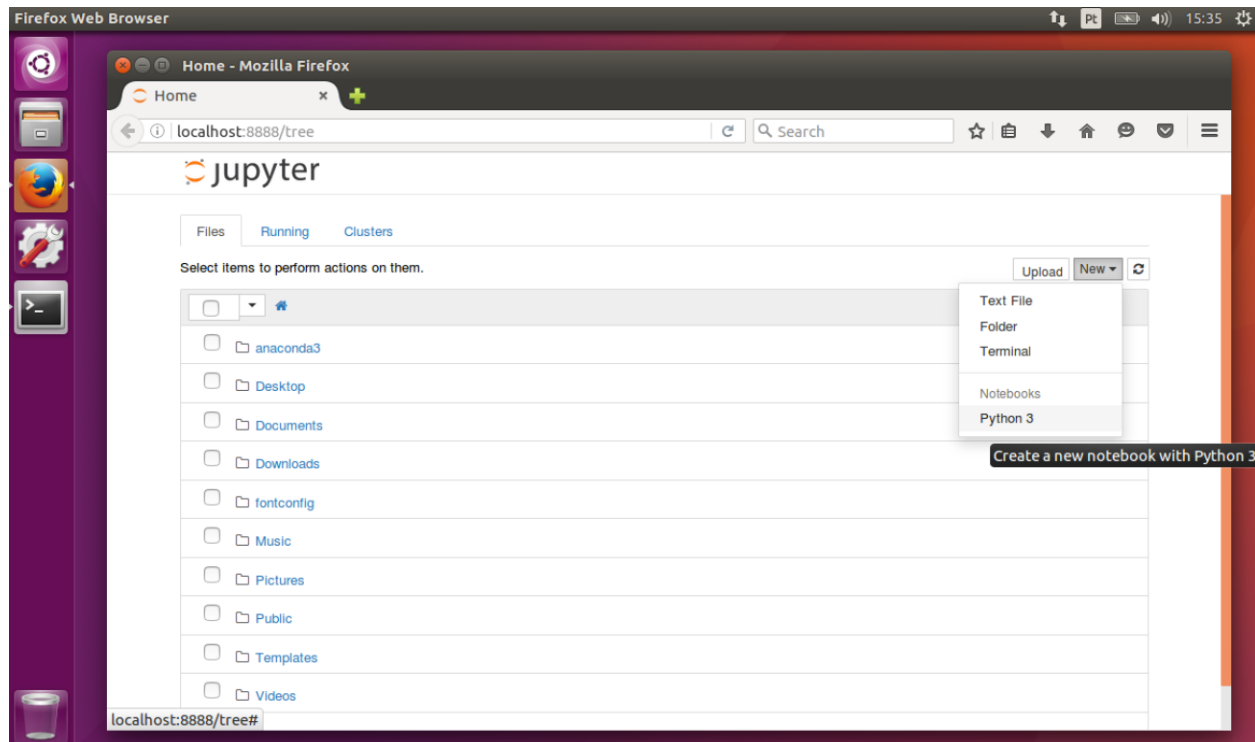 Firefox Web Browser Pt 15:35
Home - Mozilla Firefox
Home
localhost:8888/tree Search
jupyter
Files Running Clusters
Select items to perform actions on them.
Upload New
Text File
Folder
Terminal
Notebooks
Python 3
Create a new notebook with Python 3
anaconda3
Desktop
Documents
Downloads
fontconfig
Music
Pictures
Public
Templates
Videos
localhost:8888/tree#